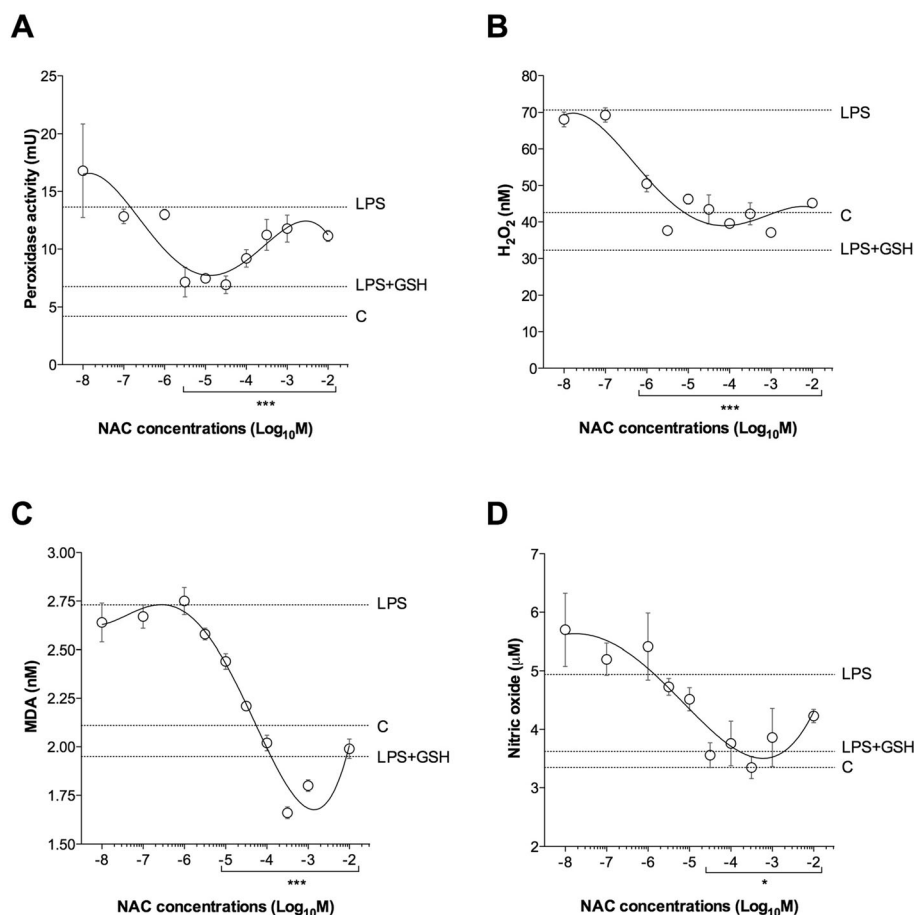 A
Peroxidase activity (mU)
25
20
15
10
5
0
LPS
LPS+GSH
C
-8 -7 -6 -5 -4 -3 -2
***
NAC concentrations (Log10M)
B
H2O2 (nM)
80
70
60
50
40
30
20
10
0
LPS
C
LPS+GSH
-8 -7 -6 -5 -4 -3 -2
***
NAC concentrations (Log10M)
C
MDA (nM)
3.00
2.75
2.50
2.25
2.00
1.75
1.50
LPS
C
LPS+GSH
-8 -7 -6 -5 -4 -3 -2
***
NAC concentrations (Log10M)
D
Nitric oxide (μM)
7
6
5
4
3
2
LPS
LPS+GSH
C
-8 -7 -6 -5 -4 -3 -2
*
NAC concentrations (Log10M)